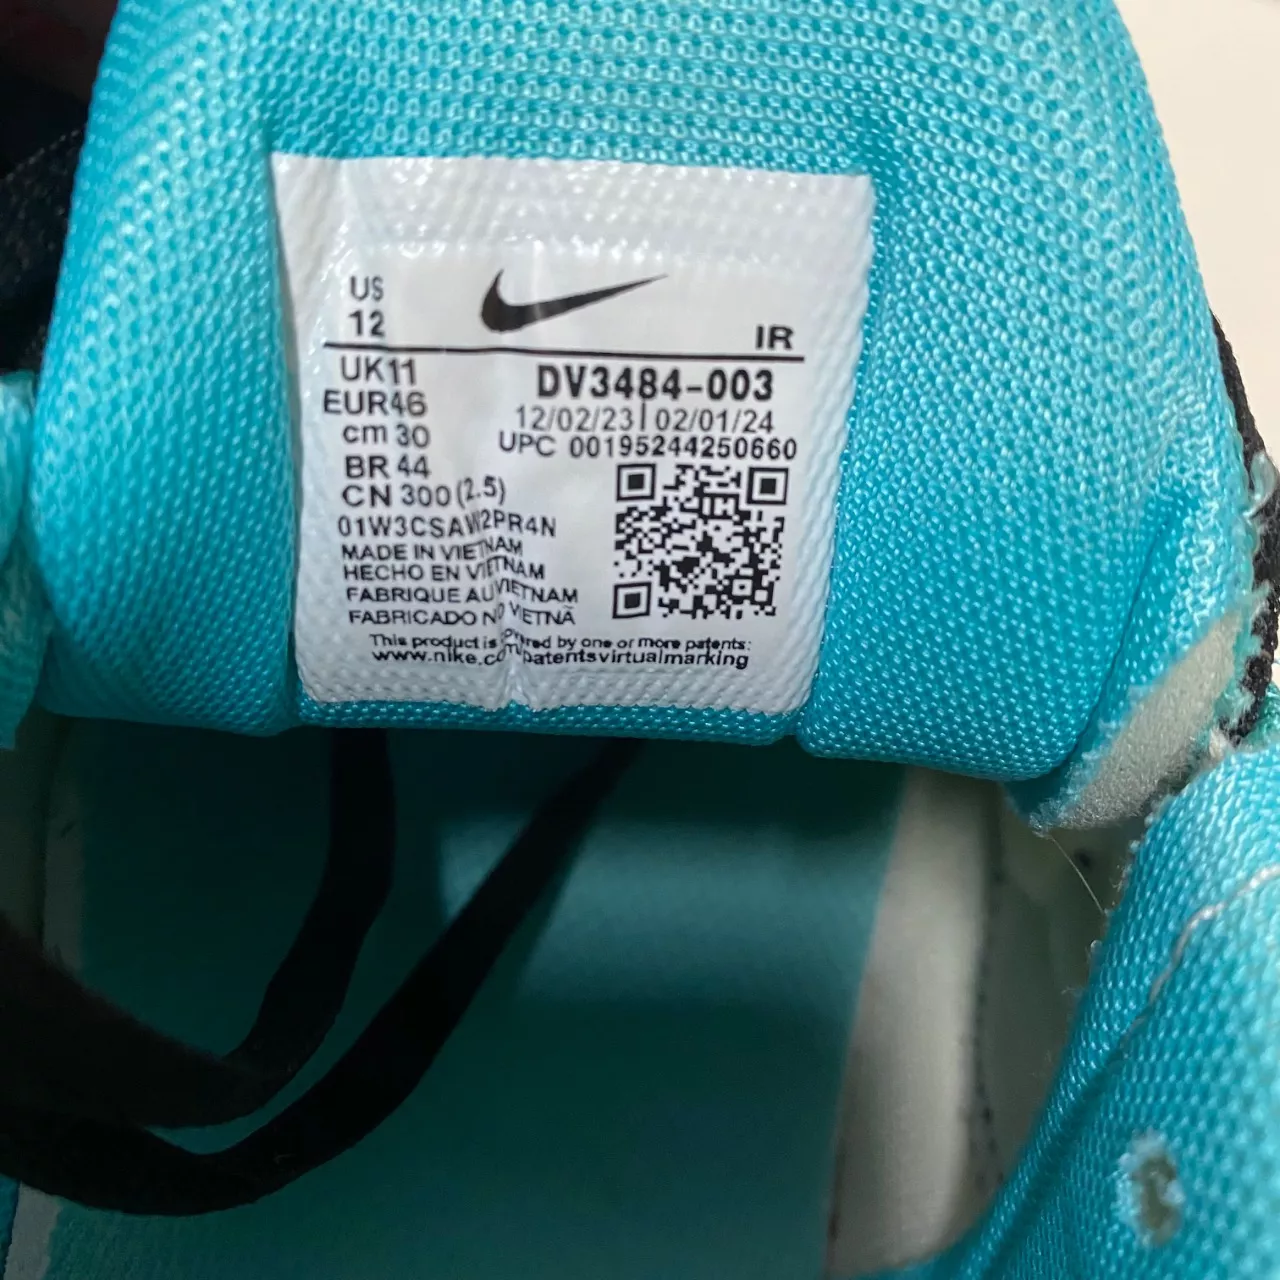 US
12
IR
UK11
EUR46
cm 30
BR 44
CN 300 (2.5)
DV3484-003
12/02/23| 02/01/24
UPC 00195244250660
01W3CSAW2PR4N
MADE IN VIETNAM
HECHO EN VIETNAM
FABRIQUE AU VIETNAM
FABRICADO NO VIETNÃ
This product is covered by one or more patents:
www.nike.com/patentsvirtualmarking